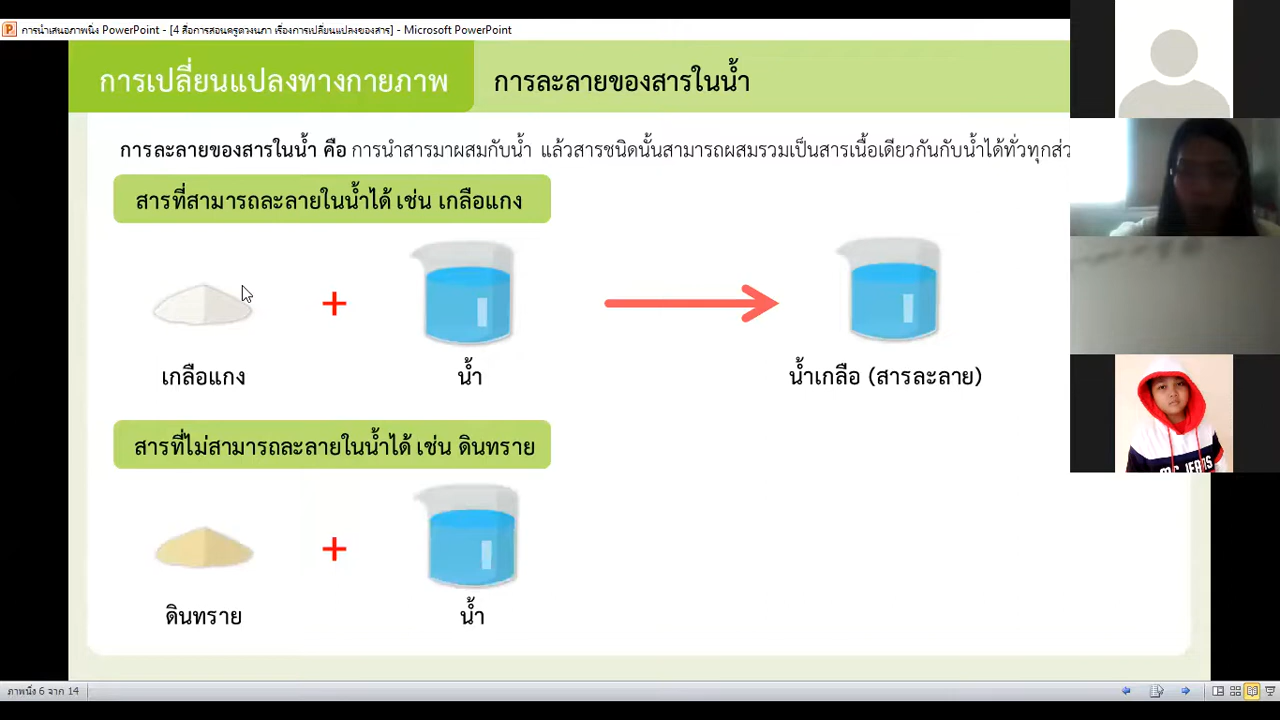 การนำเสนอภาพนิ่ง PowerPoint - [4 สื่อการสอนครูดวงนภา เรื่องการเปลี่ยนแปลงของสาร] - Microsoft PowerPoint
การเปลี่ยนแปลงทางกายภาพ การละลายของสารในน้ำ
การละลายของสารในน้ำ คือ การนำสารมาผสมกับน้ำ แล้วสารชนิดนั้นสามารถผสมรวมเป็นสารเนื้อเดียวกันกับน้ำได้ทั่วทุกส่ว
สารที่สามารถละลายในน้ำได้ เช่น เกลือแกง
+
เกลือแกง น้ำ น้ำเกลือ (สารละลาย)
สารที่ไม่สามารถละลายในน้ำได้ เช่น ดินทราย
+
ดินทราย น้ำ
ภาพนิ่ง 6 จาก 14